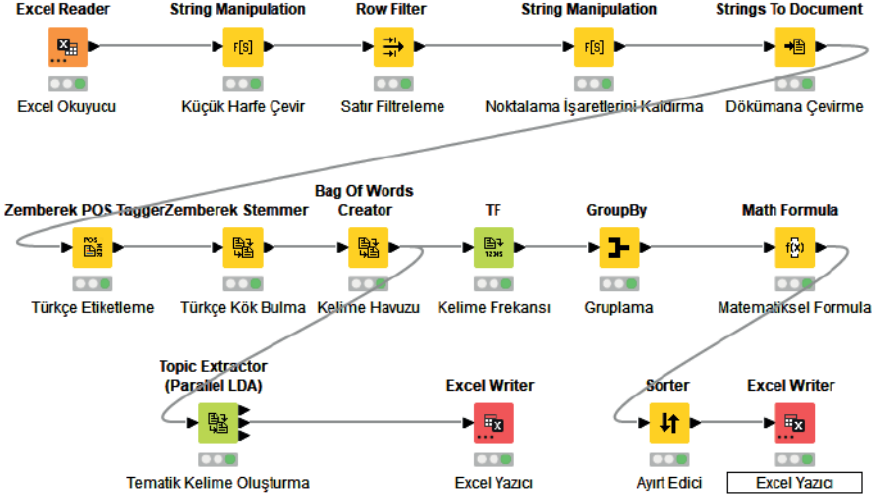 Excel Reader
String Manipulation
Row Filter
String Manipulation
Strings To Document
F[S]
F[S]
Excel Okuyucu
Küçük Harfe Çevir
Satır Filtreleme
Noktalama İşaretlerini Kaldırma
Dökümana Çevirme
Zemberek POS Tagger
Zemberek Stemmer
Bag Of Words
Creator
TF
GroupBy
Math Formula
POS
f(x)
Türkçe Etiketleme
Türkçe Kök Bulma
Kelime Havuzu
Kelime Frekansı
Gruplama
Matematiksel Formula
Topic Extractor
(Parallel LDA)
Excel Writer
Sorter
Excel Writer
Tematik Kelime Oluşturma
Excel Yazıcı
Ayırt Edici
Excel Yazıcı